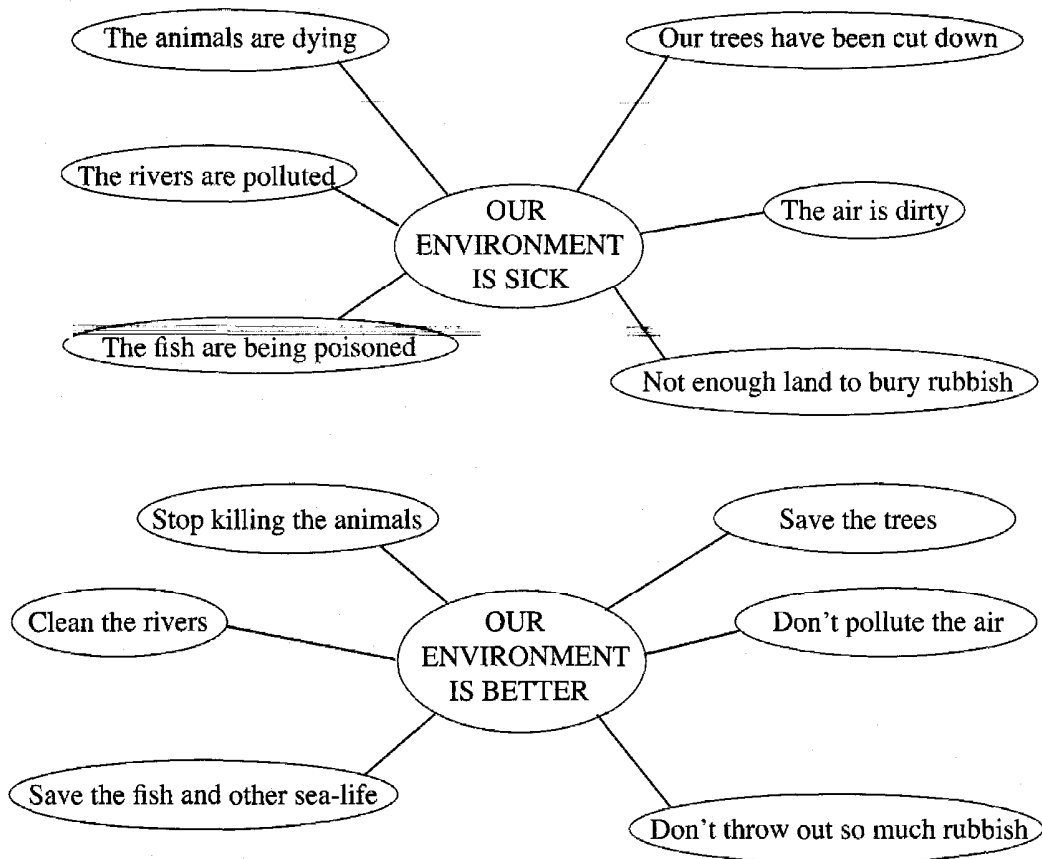 The animals are dying
Our trees have been cut down
The rivers are polluted
The air is dirty
OUR
ENVIRONMENT
IS SICK
The fish are being poisoned
Not enough land to bury rubbish
Stop killing the animals
Save the trees
Clean the rivers
Don't pollute the air
OUR
ENVIRONMENT
IS BETTER
Save the fish and other sea-life
Don't throw out so much rubbish